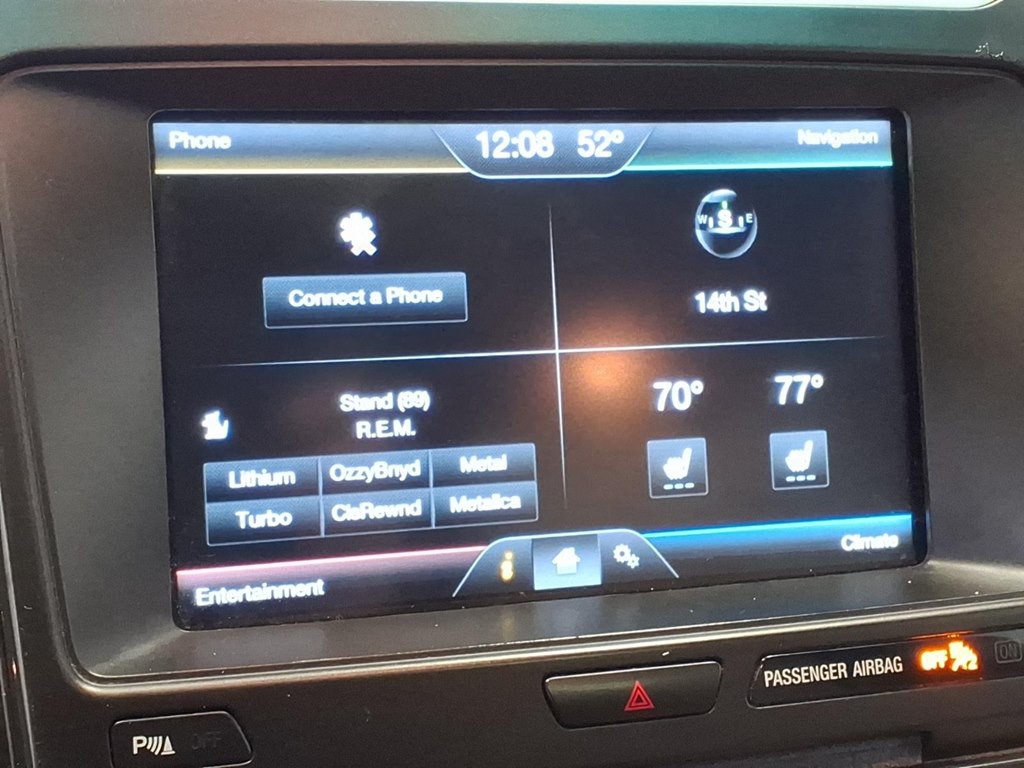 Phone
12:08 52°
Navigation
W S E
Connect a Phone
14th St
Stand (89)
R.E.M.
70° 77°
Lithium OzzyBnyd Metal
Turbo ClsRewnd Metallca
Climate
Entertainment
i
PASSENGER AIRBAG OFF ON
P OFF